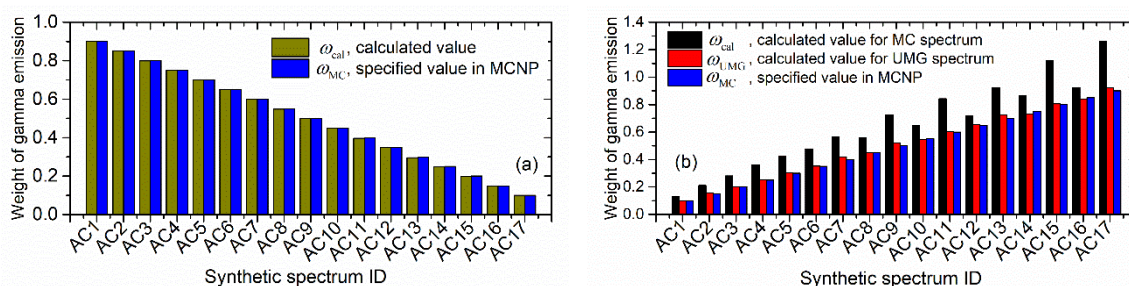 1.0
0.8
0.6
0.4
0.2
0.0
Weight of gamma emission
ω_cal, calculated value
ω_MC, specified value in MCNP
(a)
AC1 AC2 AC3 AC4 AC5 AC6 AC7 AC8 AC9 AC10 AC11 AC12 AC13 AC14 AC15 AC16 AC17
Synthetic spectrum ID
1.4
1.2
1.0
0.8
0.6
0.4
0.2
0.0
Weight of gamma emission
ω_cal , calculated value for MC spectrum
ω_UMG, calculated value for UMG spectrum
ω_MC , specified value in MCNP
(b)
AC1 AC2 AC3 AC4 AC5 AC6 AC7 AC8 AC9 AC10 AC11 AC12 AC13 AC14 AC15 AC16 AC17
Synthetic spectrum ID